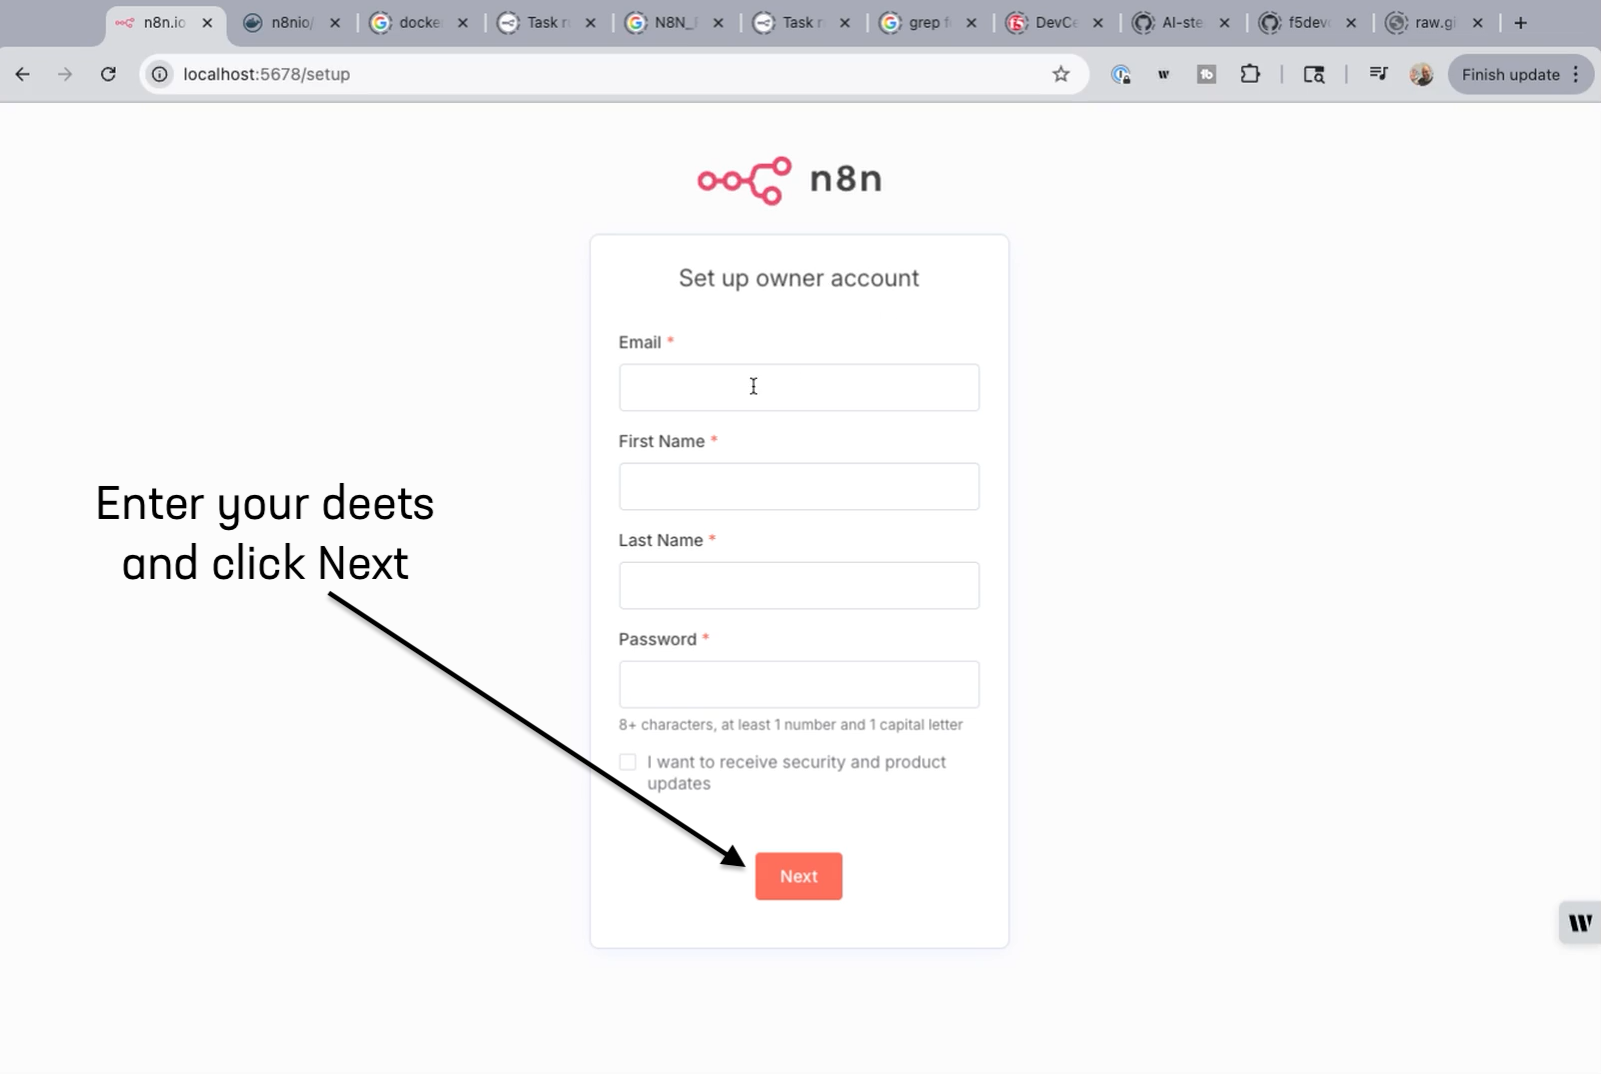 n8n.io
n8nio/
docke
Task r
N8N_
Task r
grep f
DevCe
AI-ste
f5dev
raw.gi
localhost:5678/setup
Finish update
n8n
Set up owner account
Email *
First Name *
Enter your deets
and click Next
Last Name *
Password *
8+ characters, at least 1 number and 1 capital letter
I want to receive security and product
updates
Next
W